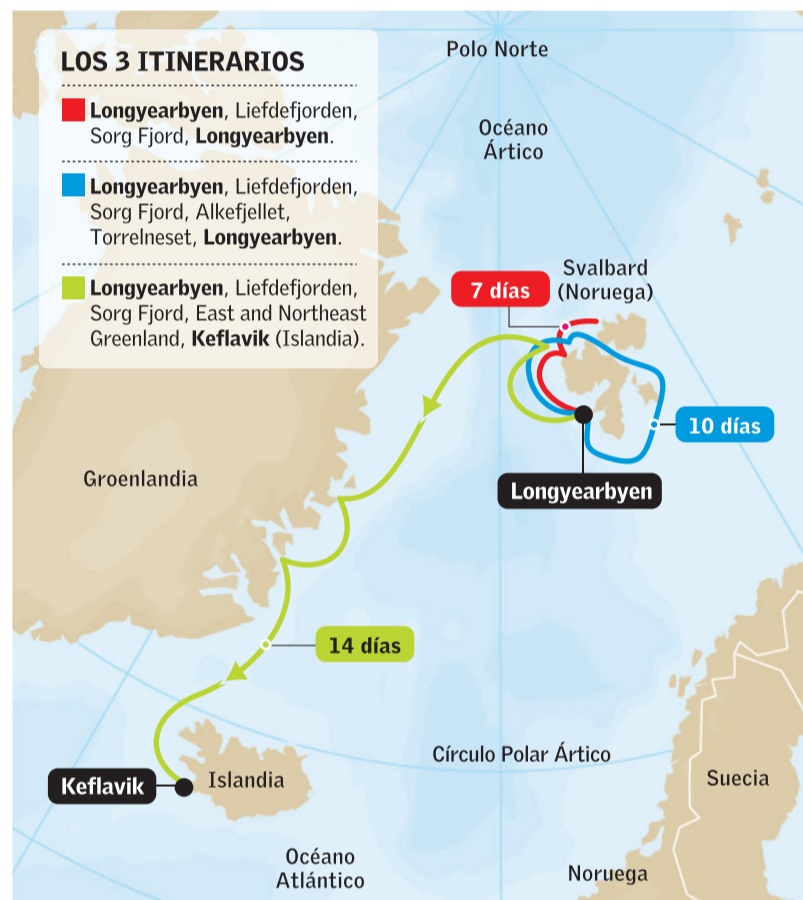 LOS 3 ITINERARIOS
Longyearbyen, Liefdefjorden,
Sorg Fjord, Longyearbyen.
Longyearbyen, Liefdefjorden,
Sorg Fjord, Alkefjellet,
Torrelneset, Longyearbyen.
Longyearbyen, Liefdefjorden,
Sorg Fjord, East and Northeast
Greenland, Keflavik (Islandia).
Polo Norte
Océano
Ártico
Svalbard
(Noruega)
7 días
10 días
Longyearbyen
Groenlandia
14 días
Círculo Polar Ártico
Keflavik
Islandia
Suecia
Océano
Atlántico
Noruega